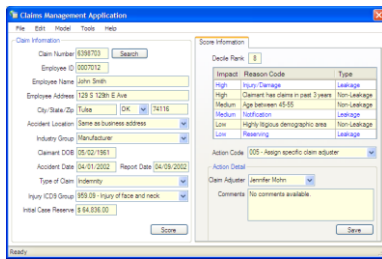 Claims Management Application
File Edit Model Tools Help
Claim Information
Claim Number 6398703 Search
Employee ID 0007012
Employee Name John Smith
Employee Address 129 S 129th E Ave
City/State/Zip Tulsa OK 74116
Accident Location Same as business address
Industry Group Manufacturer
Claimant DOB 05/02/1961
Accident Date 04/01/2002 Report Date 04/09/2002
Type of Claim Indemnity
Injury ICD9 Group 959.09 - Injury of face and neck
Initial Case Reserve $ 64,836.00
Score
Score Information
Decile Rank 8
Impact Reason Code Type
High Injury/Damage Leakage
High Claimant has claims in past 3 years Non-Leakage
Medium Age between 45-55 Non-Leakage
Medium Notification Leakage
Low Highly litigious demographic area Non-Leakage
Low Reserving Leakage
Action Code 005 - Assign specific claim adjuster
Action Detail
Claim Adjuster Jennifer Mohn
Comments No comments available.
Save
Ready